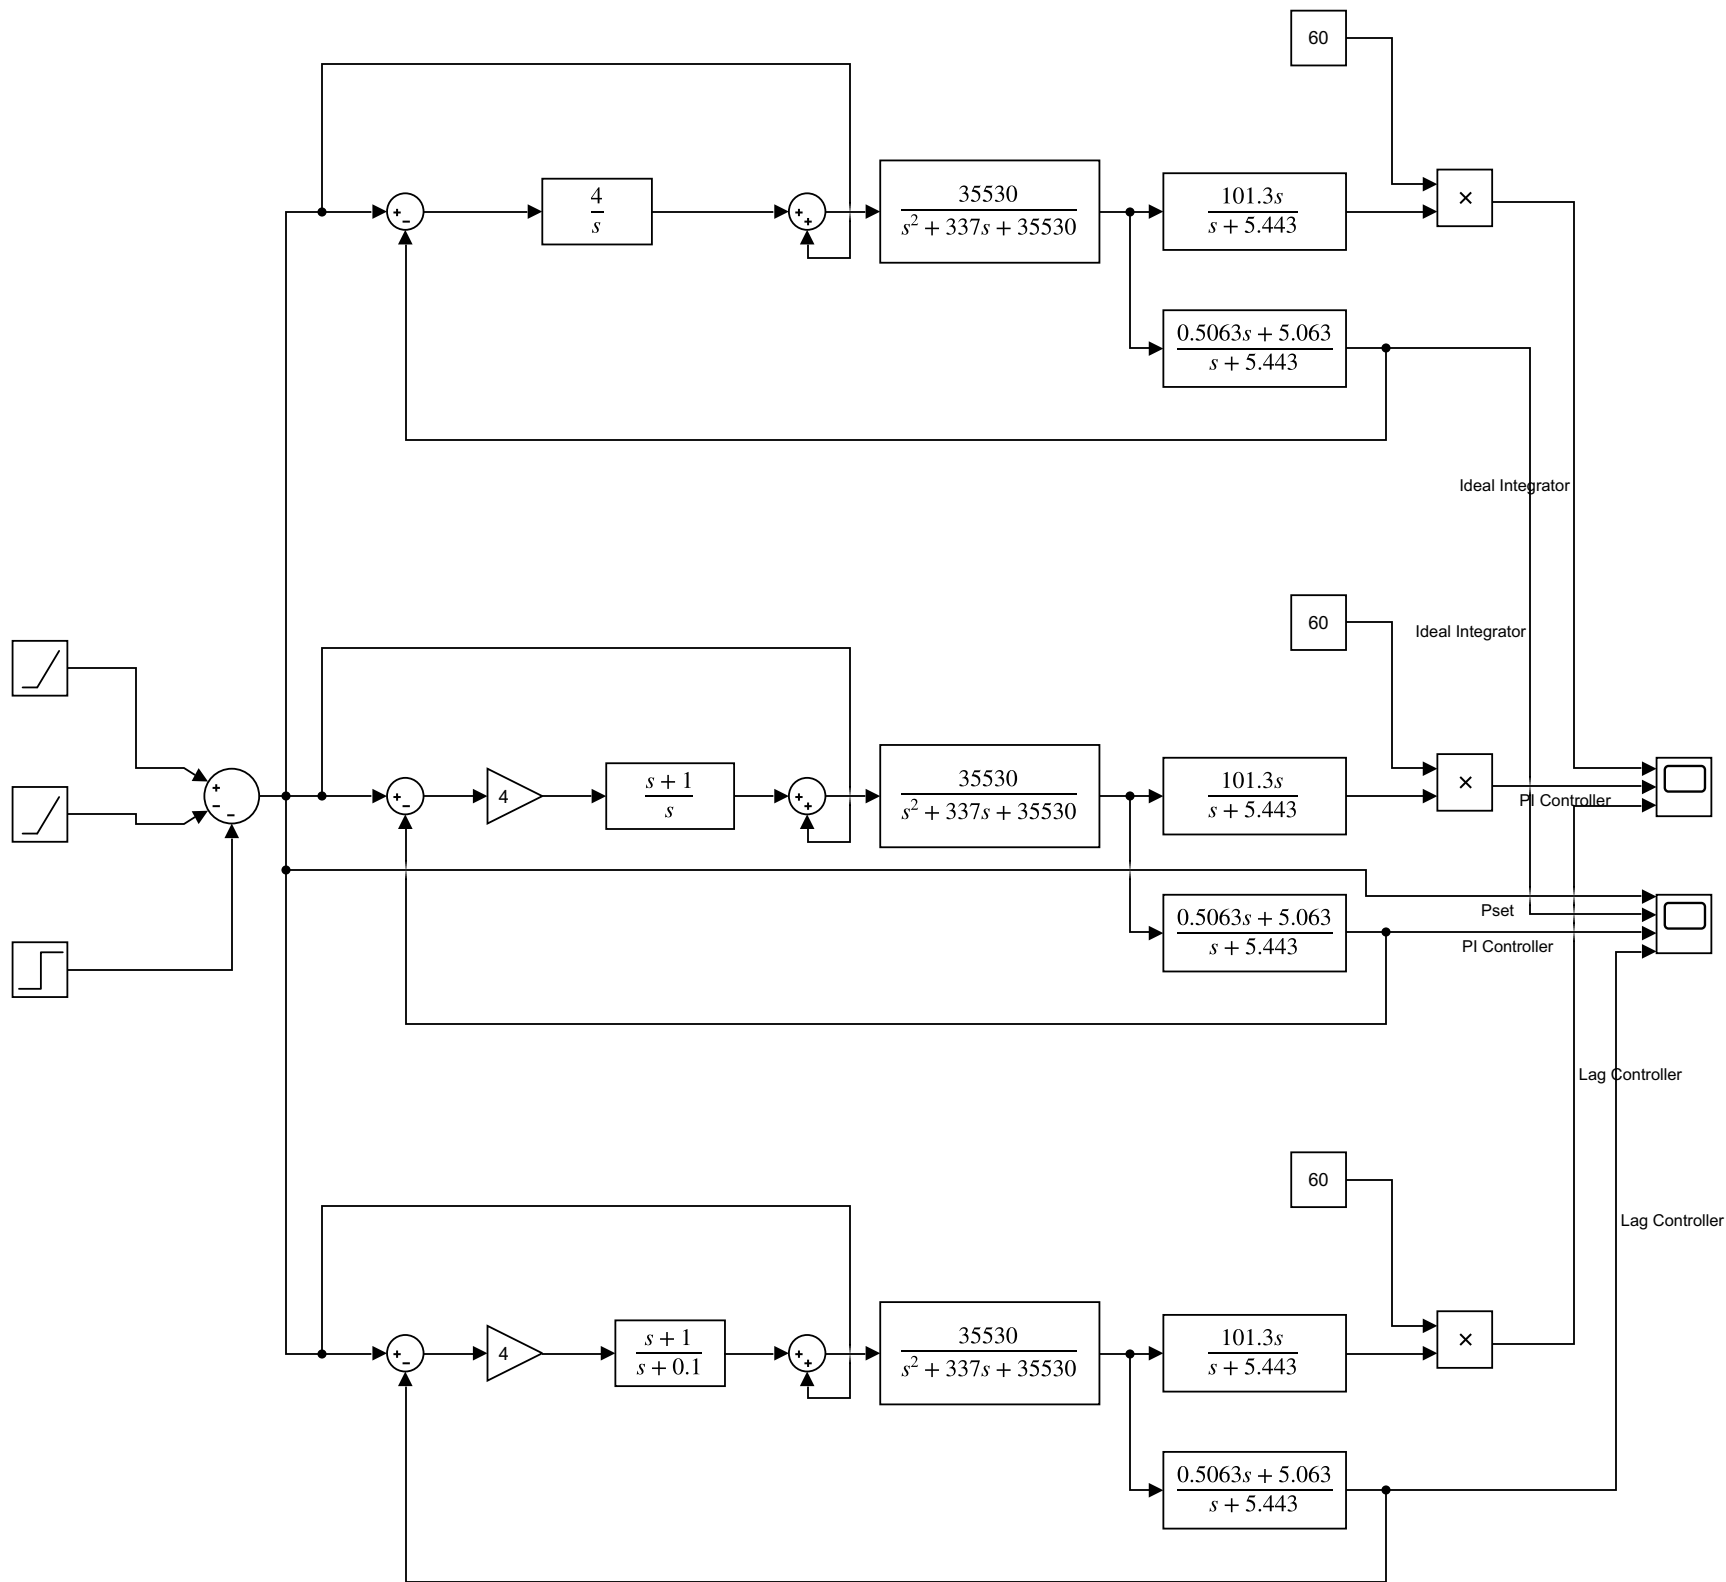 60
+
−
4
s
+
+
35530
s² + 337s + 35530
101.3s
s + 5.443
×
0.5063s + 5.063
s + 5.443
Ideal Integrator
60
Ideal Integrator
+
−
−
+
−
4
s + 1
s
+
+
35530
s² + 337s + 35530
101.3s
s + 5.443
×
PI Controller
0.5063s + 5.063
s + 5.443
Pset
PI Controller
Lag Controller
60
Lag Controller
+
−
4
s + 1
s + 0.1
+
+
35530
s² + 337s + 35530
101.3s
s + 5.443
×
0.5063s + 5.063
s + 5.443